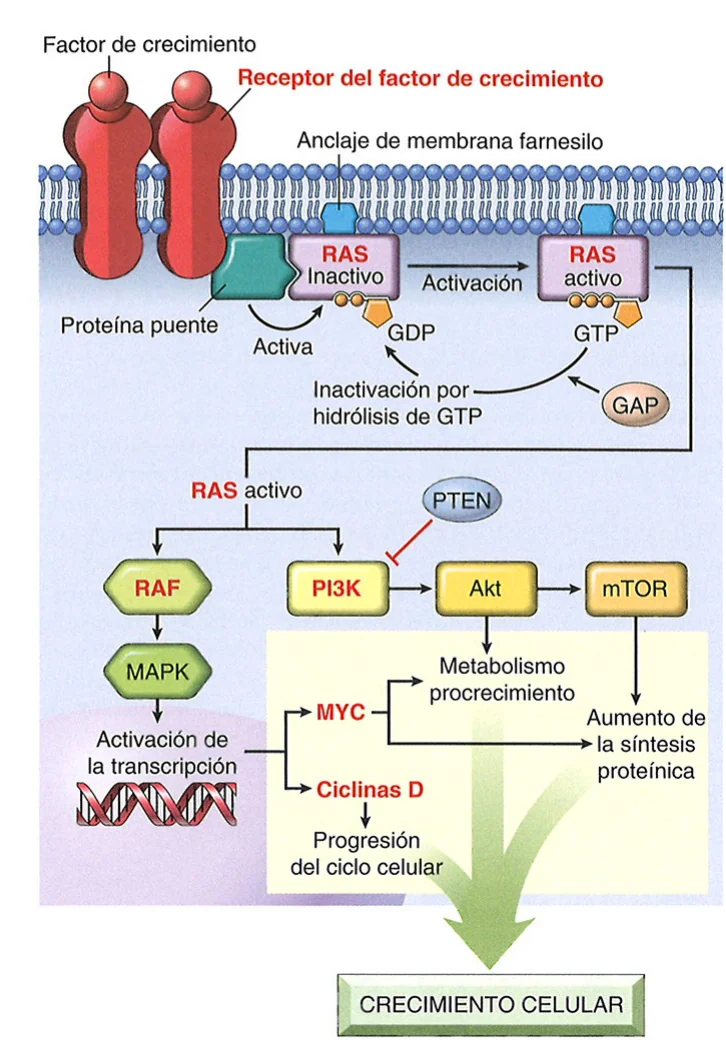 Factor de crecimiento
Receptor del factor de crecimiento
Anclaje de membrana farnesilo
RAS
Inactivo
Activación
RAS
activo
Proteína puente
Activa
GDP
GTP
Inactivación por
hidrólisis de GTP
GAP
RAS activo
PTEN
RAF
PI3K
Akt
mTOR
MAPK
Metabolismo
procrecimiento
MYC
Activación de
la transcripción
Aumento de
la síntesis
proteínica
Ciclinas D
Progresión
del ciclo celular
CRECIMIENTO CELULAR